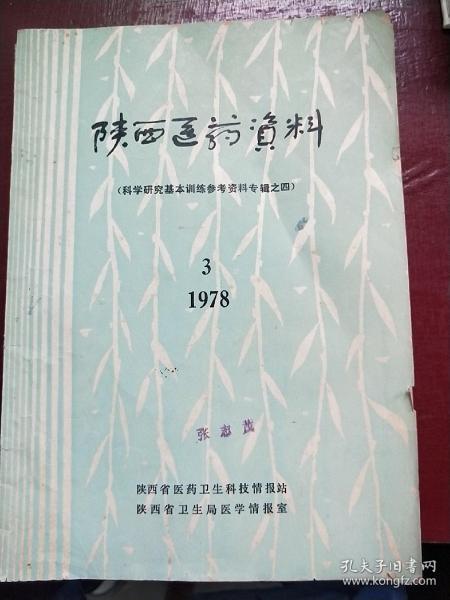 陕西医药資料
（科学研究基本训练参考资料专辑之四）
3
1978
张志茂
陕西省医药卫生科技情报站
陕西省卫生局医学情报室
孔夫子旧书网
www.kongfz.com